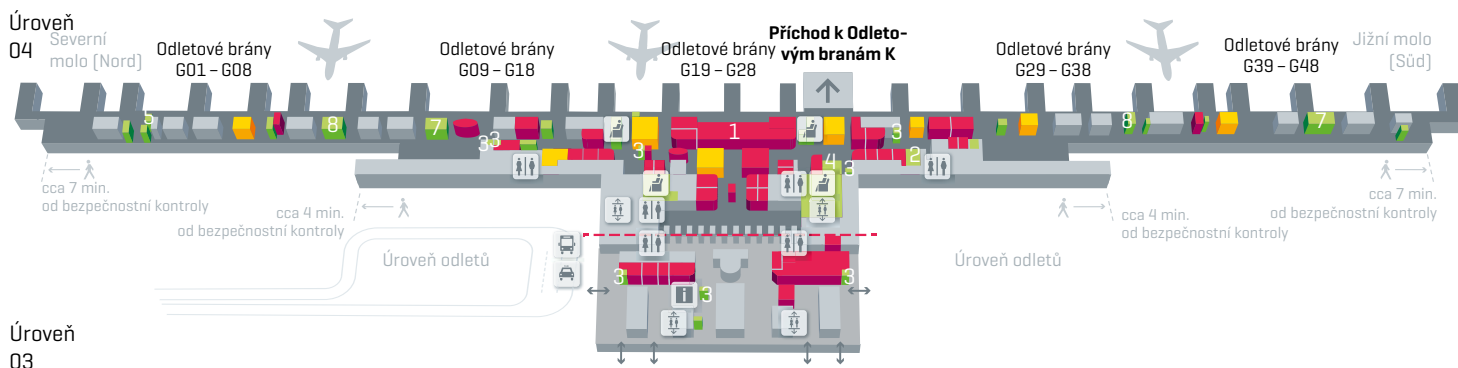 Úroveň
04
Severní
molo (Nord)
Odletové brány
G01 – G08
Odletové brány
G09 – G18
Odletové brány
G19 – G28
Příchod k Odleto-
vým branám K
Odletové brány
G29 – G38
Odletové brány
G39 – G48
Jižní molo
(Süd)
5
8
7
3
3
3
1
3
4
3
2
8
7
cca 7 min.
od bezpečnostní kontroly
cca 4 min.
od bezpečnostní kontroly
cca 4 min.
od bezpečnostní kontroly
cca 7 min.
od bezpečnostní kontroly
Úroveň odletů
Úroveň odletů
3
i
3
3
Úroveň
03